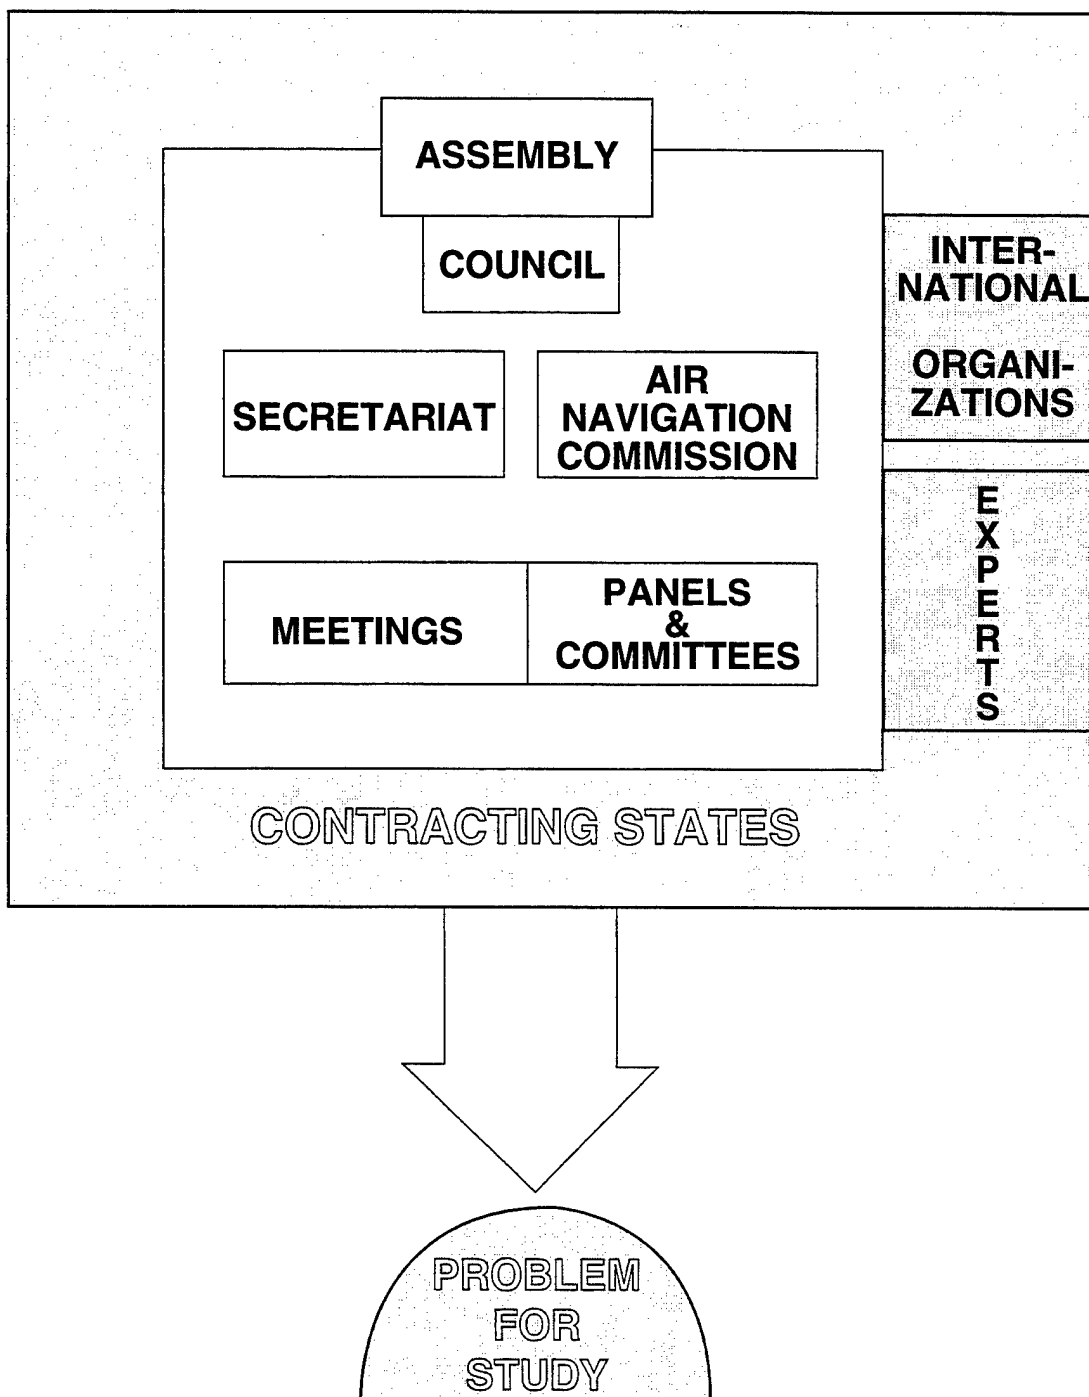 ASSEMBLY
COUNCIL
SECRETARIAT
AIR
NAVIGATION
COMMISSION
MEETINGS
PANELS
&
COMMITTEES
INTER-
NATIONAL
ORGANI-
ZATIONS
E
X
P
E
R
T
S
CONTRACTING STATES
PROBLEM
FOR
STUDY